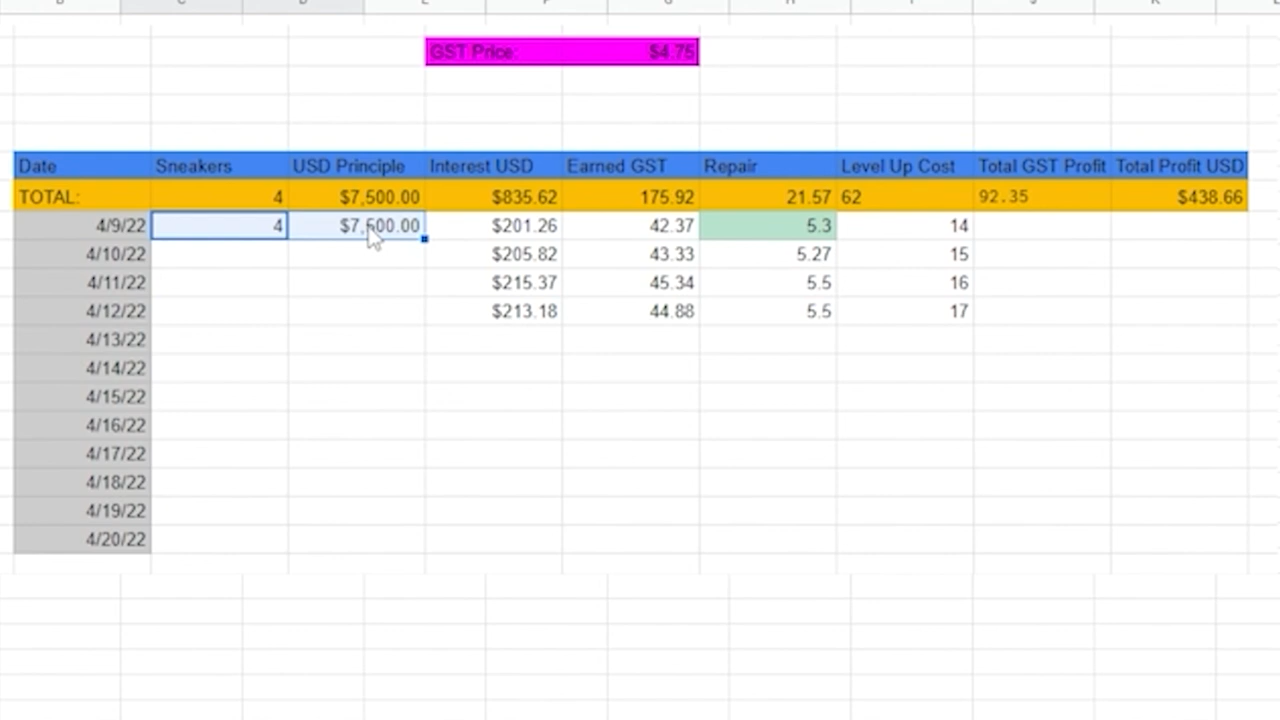 GST Price: $4.75
Date Sneakers USD Principle Interest USD Earned GST Repair Level Up Cost Total GST Profit Total Profit USD
TOTAL: 4 $7,500.00 $835.62 175.92 21.57 62 92.35 $438.66
4/9/22 4 $7,500.00 $201.26 42.37 5.3 14
4/10/22 $205.82 43.33 5.27 15
4/11/22 $215.37 45.34 5.5 16
4/12/22 $213.18 44.88 5.5 17
4/13/22
4/14/22
4/15/22
4/16/22
4/17/22
4/18/22
4/19/22
4/20/22